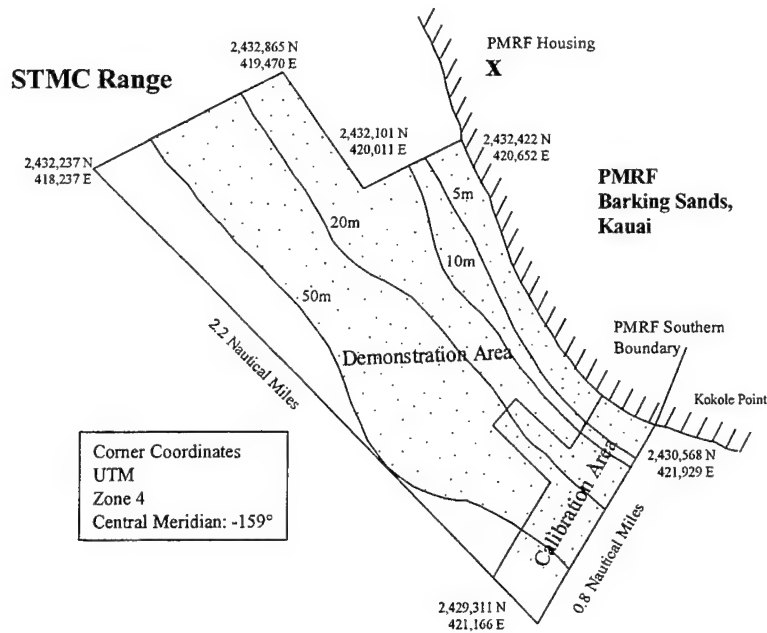 STMC Range
2,432,865 N
419,470 E
PMRF Housing
X
2,432,101 N
420,011 E
2,432,422 N
420,652 E
2,432,237 N
418,237 E
PMRF
Barking Sands,
Kauai
5m
20m
10m
50m
2.2 Nautical Miles
Demonstration Area
PMRF Southern
Boundary
Kokole Point
Corner Coordinates
UTM
Zone 4
Central Meridian: -159°
2,430,568 N
421,929 E
Calibration Area
0.8 Nautical Miles
2,429,311 N
421,166 E